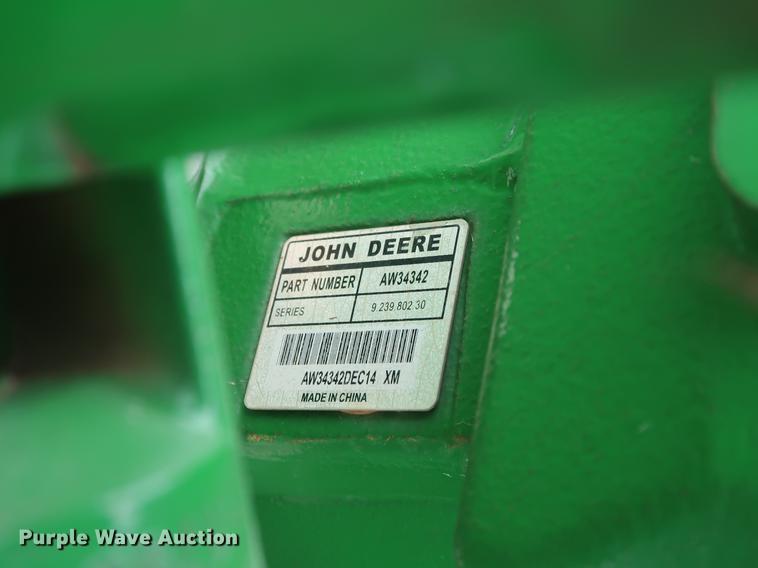 JOHN DEERE
PART NUMBER AW34342
SERIES 9.239.802.30
AW34342DEC14 XM
MADE IN CHINA
Purple Wave Auction